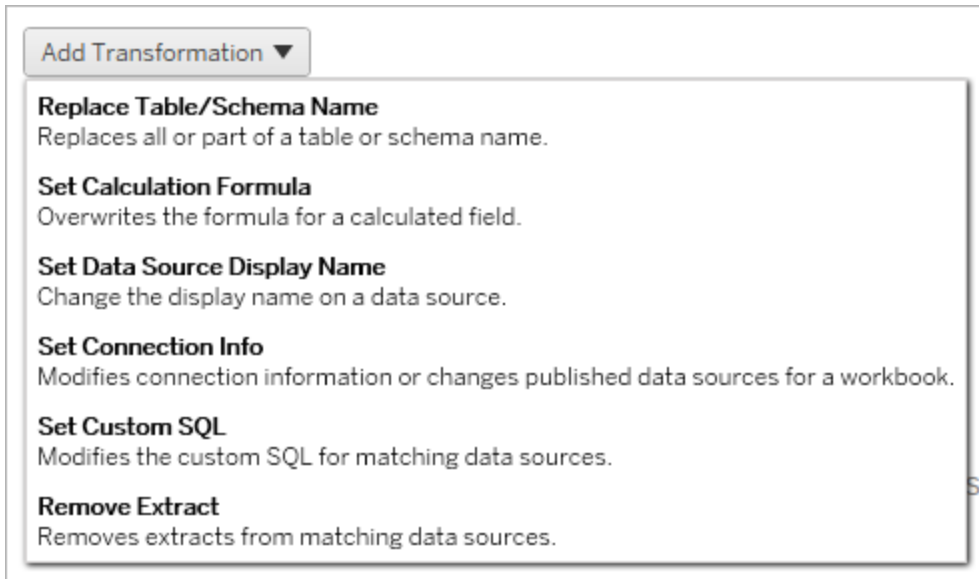 Add Transformation ▼
Replace Table/Schema Name
Replaces all or part of a table or schema name.
Set Calculation Formula
Overwrites the formula for a calculated field.
Set Data Source Display Name
Change the display name on a data source.
Set Connection Info
Modifies connection information or changes published data sources for a workbook.
Set Custom SQL
Modifies the custom SQL for matching data sources.
Remove Extract
Removes extracts from matching data sources.